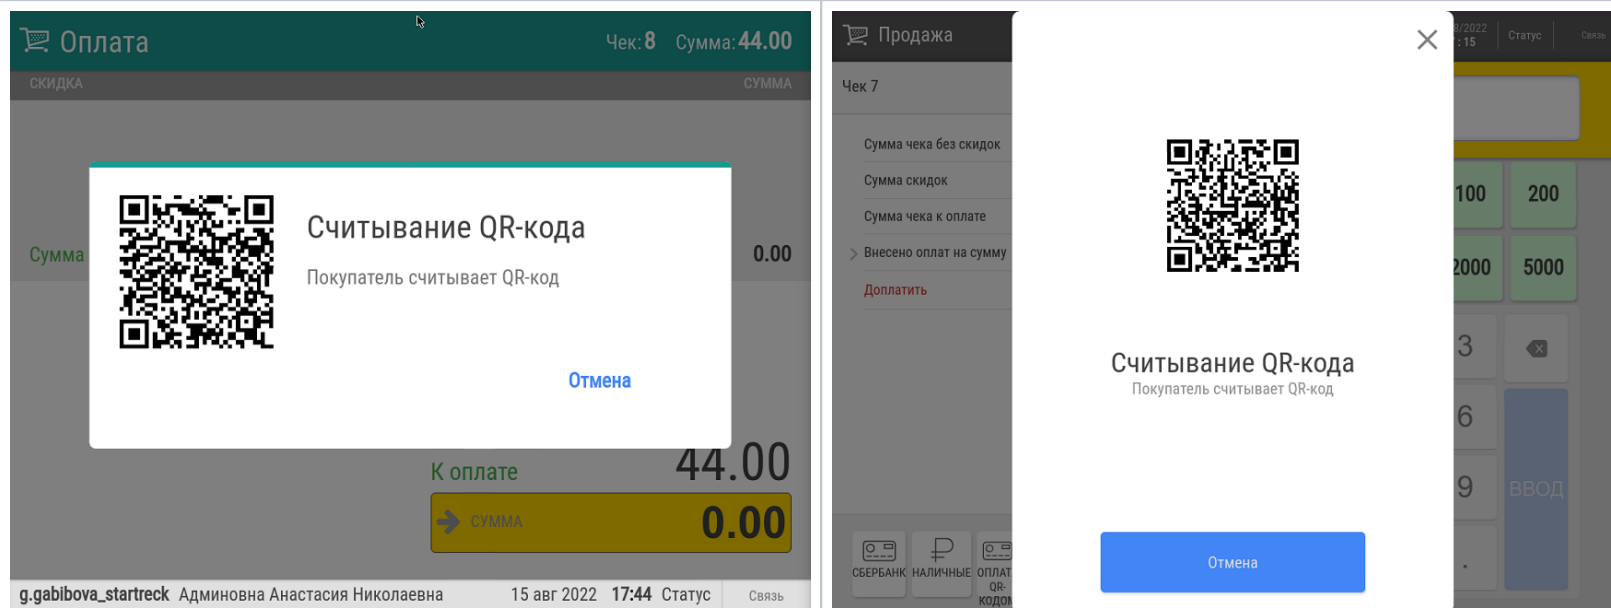 Оплата
Чек: 8 Сумма: 44.00
СКИДКА СУММА
Сумма 0.00
Считывание QR-кода
Покупатель считывает QR-код
Отмена
К оплате 44.00
СУММА 0.00
g.gabibova_startreck Админовна Анастасия Николаевна 15 авг 2022 17:44 Статус Связь
Продажа
8/2022
:15
Статус
Связь
Чек 7
Сумма чека без скидок
Сумма скидок
Сумма чека к оплате
Внесено оплат на сумму
Доплатить
СБЕРБАНК
НАЛИЧНЫЕ
ОПЛАТ
QR-
КОДОМ
Считывание QR-кода
Покупатель считывает QR-код
Отмена
100 200
2000 5000
3
6
9
.
ВВОД